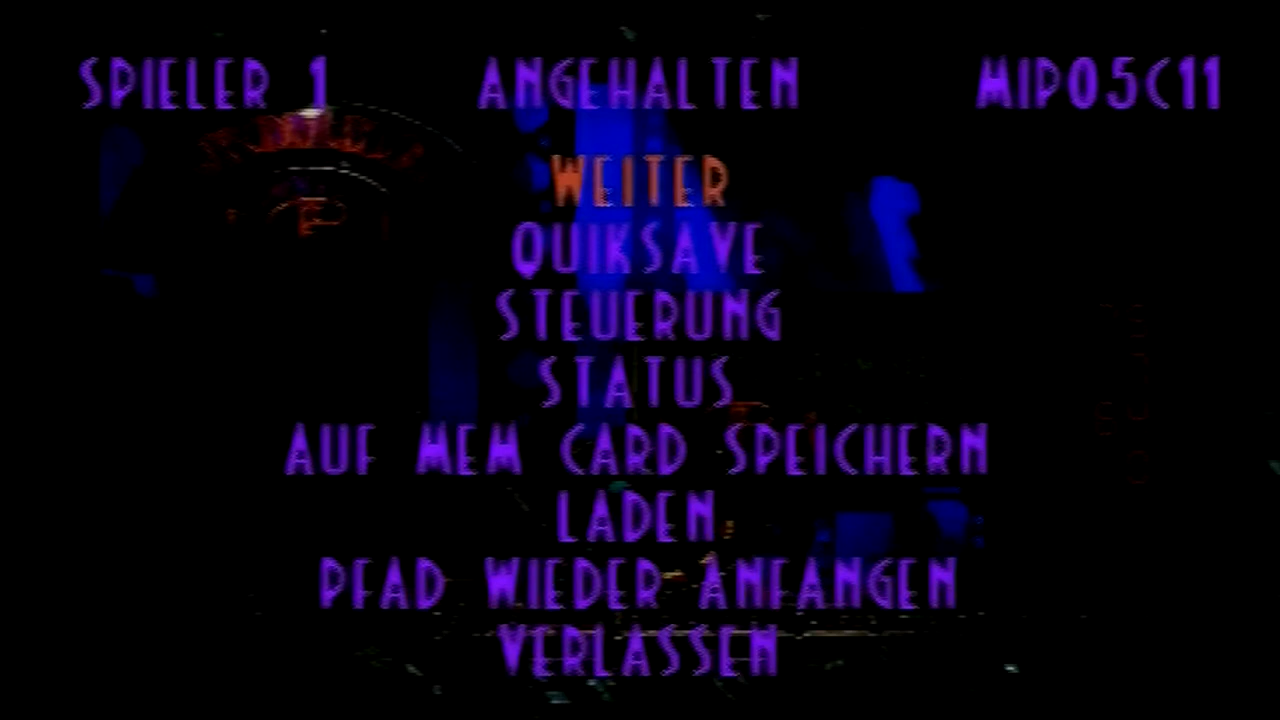 SPIELER 1 ANGEHALTEN MIP05C11
WEITER
QUIKSAVE
STEUERUNG
STATUS
AUF MEM CARD SPEICHERN
LADEN
PFAD WIEDER ANFANGEN
VERLASSEN